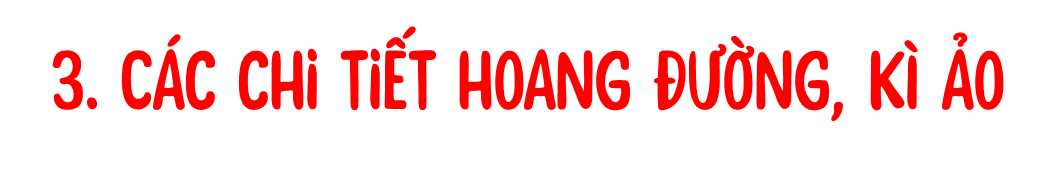 3. CÁC CHI TIẾT HOANG ĐƯỜNG, KÌ ẢO